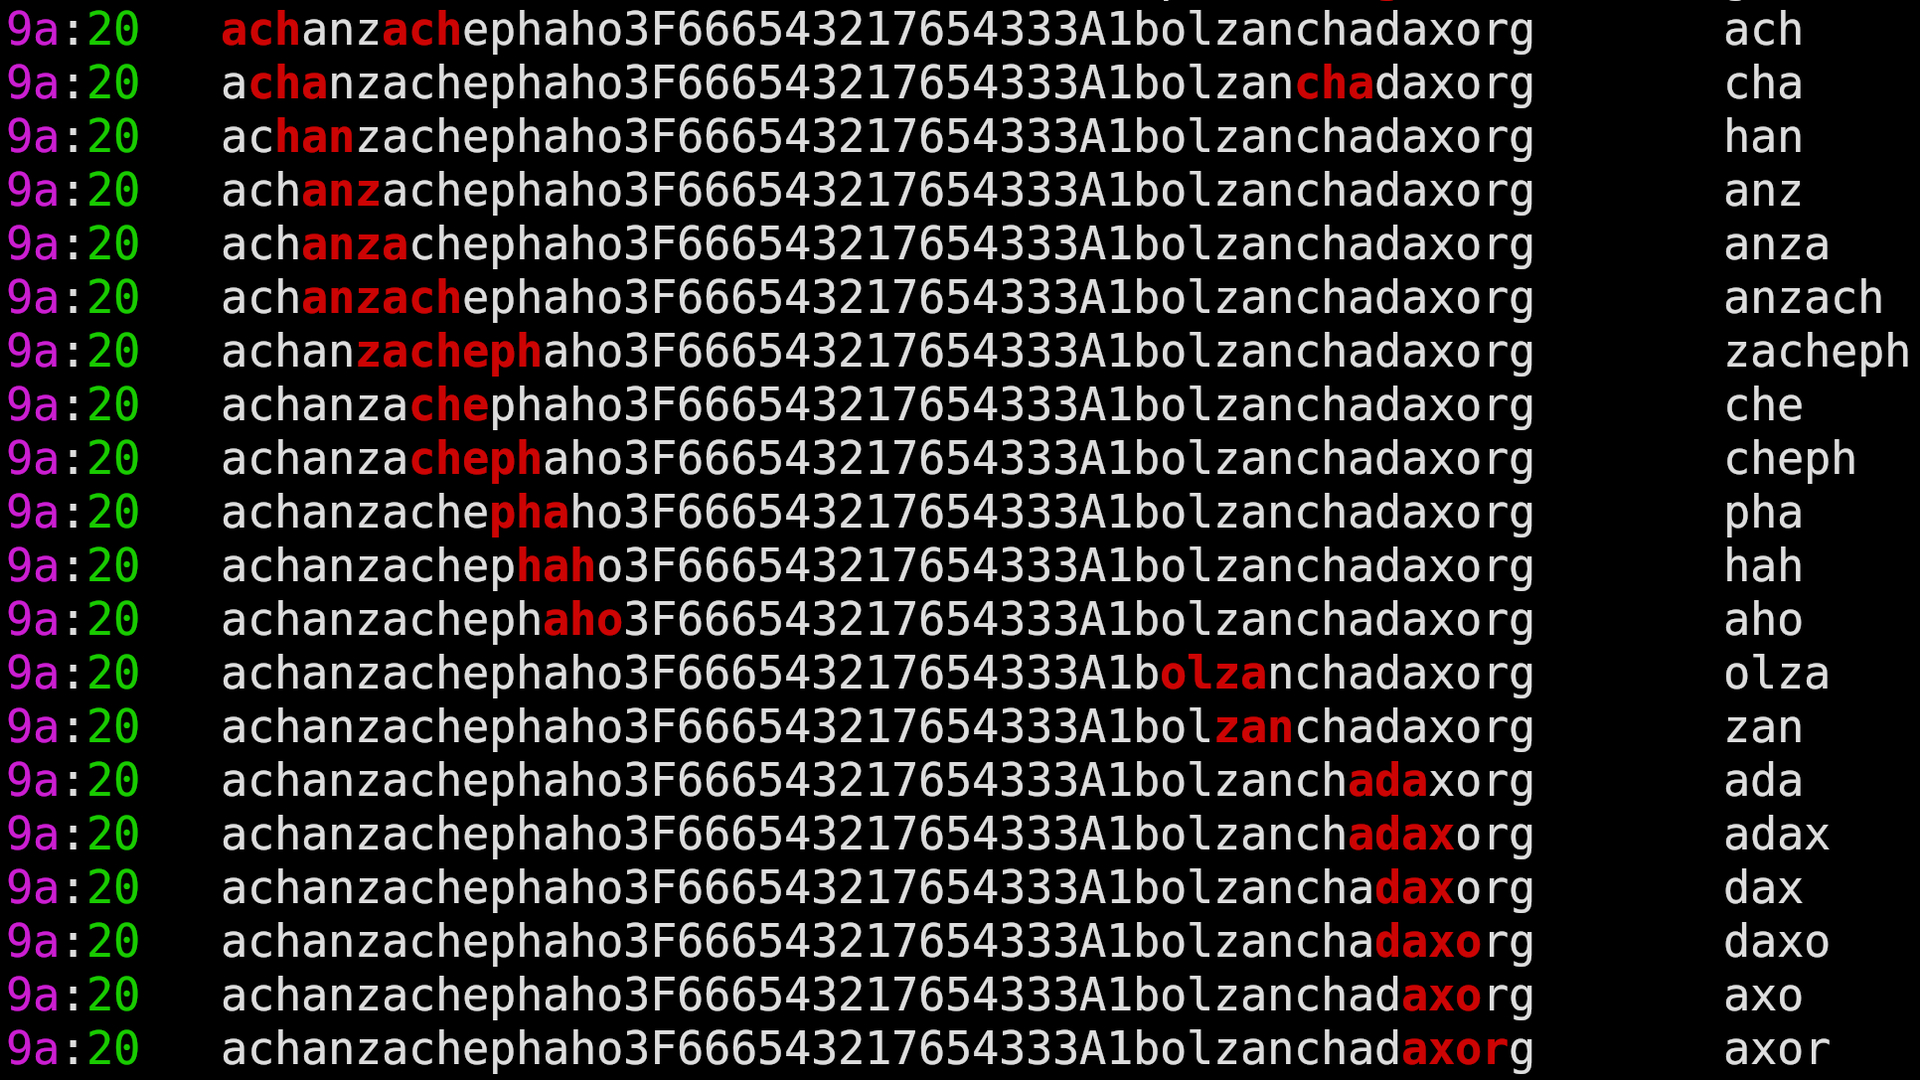 9a:20 achanzachephaho3F666543217654333A1bolzanchadaxorg ach
9a:20 achanzachephaho3F666543217654333A1bolzanchadaxorg cha
9a:20 achanzachephaho3F666543217654333A1bolzanchadaxorg han
9a:20 achanzachephaho3F666543217654333A1bolzanchadaxorg anz
9a:20 achanzachephaho3F666543217654333A1bolzanchadaxorg anza
9a:20 achanzachephaho3F666543217654333A1bolzanchadaxorg anzach
9a:20 achanzachephaho3F666543217654333A1bolzanchadaxorg zacheph
9a:20 achanzachephaho3F666543217654333A1bolzanchadaxorg che
9a:20 achanzachephaho3F666543217654333A1bolzanchadaxorg cheph
9a:20 achanzachephaho3F666543217654333A1bolzanchadaxorg pha
9a:20 achanzachephaho3F666543217654333A1bolzanchadaxorg hah
9a:20 achanzachephaho3F666543217654333A1bolzanchadaxorg aho
9a:20 achanzachephaho3F666543217654333A1bolzanchadaxorg olza
9a:20 achanzachephaho3F666543217654333A1bolzanchadaxorg zan
9a:20 achanzachephaho3F666543217654333A1bolzanchadaxorg ada
9a:20 achanzachephaho3F666543217654333A1bolzanchadaxorg adax
9a:20 achanzachephaho3F666543217654333A1bolzanchadaxorg dax
9a:20 achanzachephaho3F666543217654333A1bolzanchadaxorg daxo
9a:20 achanzachephaho3F666543217654333A1bolzanchadaxorg axo
9a:20 achanzachephaho3F666543217654333A1bolzanchadaxorg axor